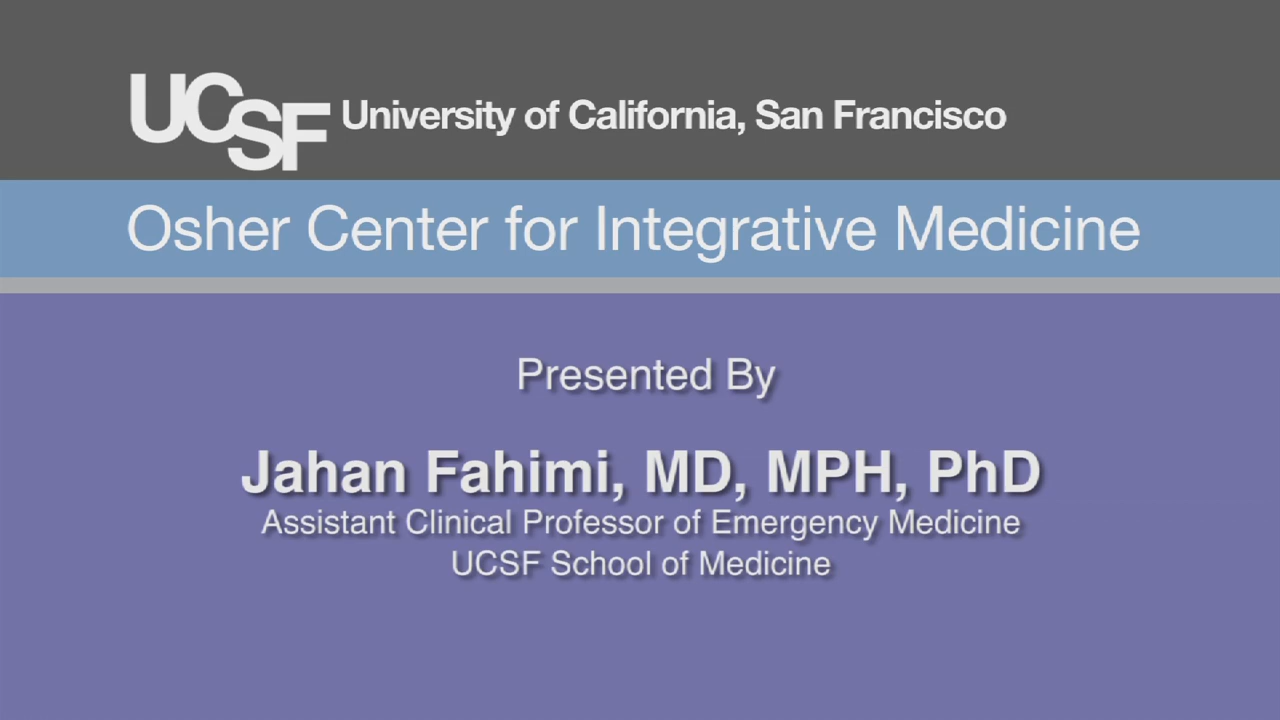 UCSF University of California, San Francisco
Osher Center for Integrative Medicine
Presented By
Jahan Fahimi, MD, MPH, PhD
Assistant Clinical Professor of Emergency Medicine
UCSF School of Medicine